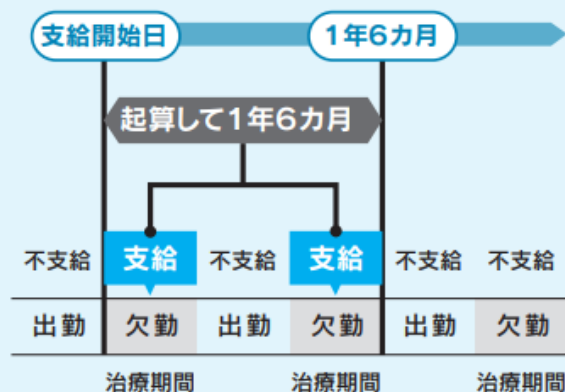 支給開始日 1年6カ月
起算して1年6カ月
不支給 支給 不支給 支給 不支給 不支給
出勤 欠勤 出勤 欠勤 出勤 欠勤
治療期間 治療期間 治療期間